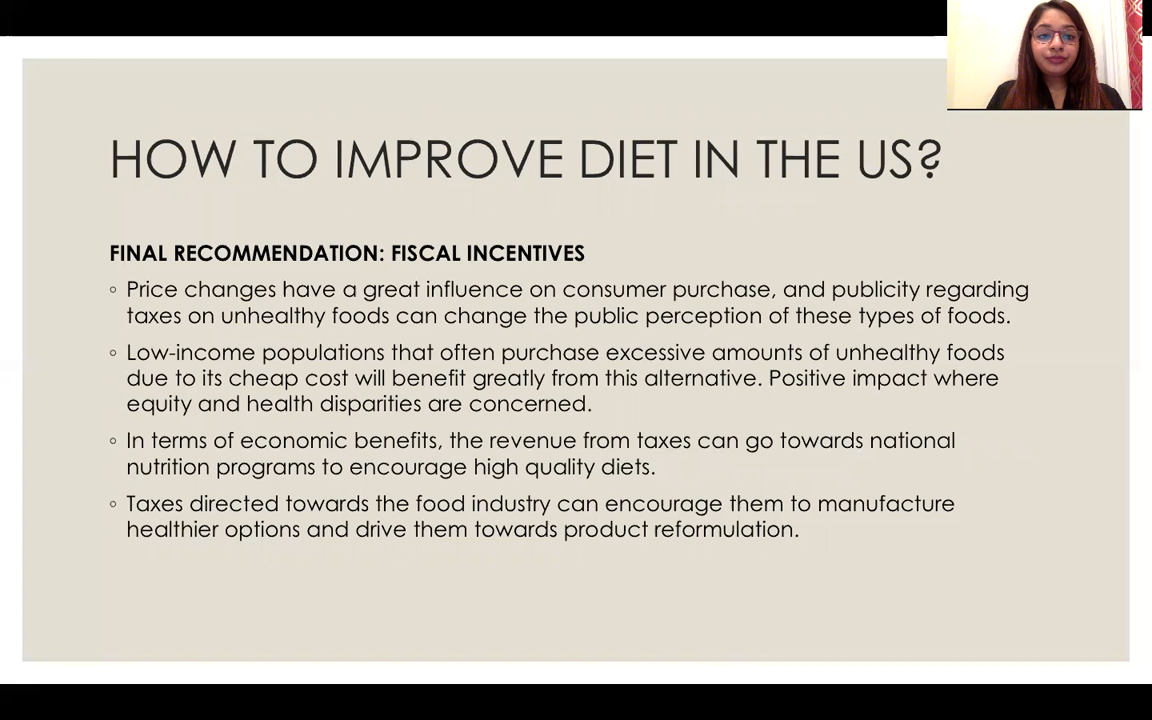 HOW TO IMPROVE DIET IN THE US?
FINAL RECOMMENDATION: FISCAL INCENTIVES
◦ Price changes have a great influence on consumer purchase, and publicity regarding
taxes on unhealthy foods can change the public perception of these types of foods.
◦ Low-income populations that often purchase excessive amounts of unhealthy foods
due to its cheap cost will benefit greatly from this alternative. Positive impact where
equity and health disparities are concerned.
◦ In terms of economic benefits, the revenue from taxes can go towards national
nutrition programs to encourage high quality diets.
◦ Taxes directed towards the food industry can encourage them to manufacture
healthier options and drive them towards product reformulation.